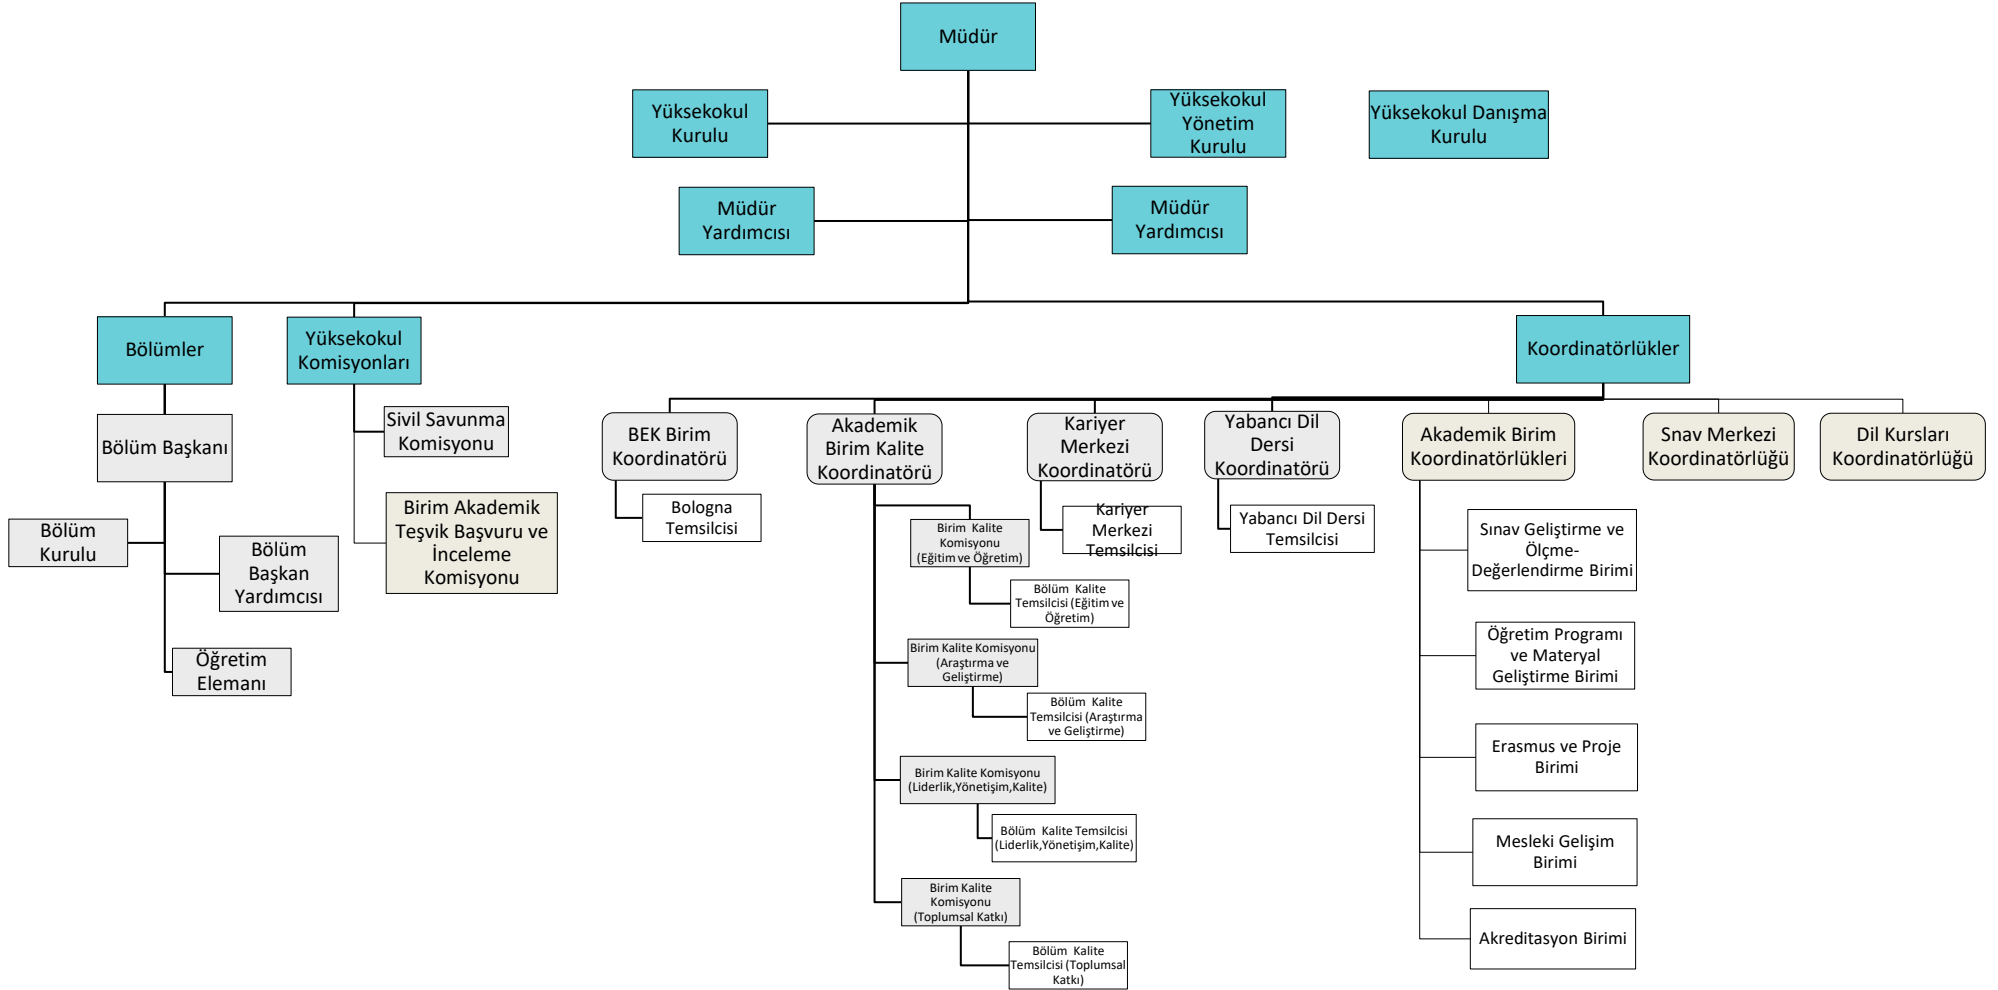 Müdür
Yüksekokul
Kurulu
Yüksekokul
Yönetim
Kurulu
Yüksekokul Danışma
Kurulu
Müdür
Yardımcısı
Müdür
Yardımcısı
Bölümler
Yüksekokul
Komisyonları
Koordinatörlükler
Bölüm Başkanı
Bölüm
Kurulu
Bölüm
Başkan
Yardımcısı
Öğretim
Elemanı
Sivil Savunma
Komisyonu
Birim Akademik
Teşvik Başvuru ve
İnceleme
Komisyonu
BEK Birim
Koordinatörü
Bologna
Temsilcisi
Akademik
Birim Kalite
Koordinatörü
Birim Kalite
Komisyonu
(Eğitim ve Öğretim)
Bölüm Kalite
Temsilcisi (Eğitim ve
Öğretim)
Birim Kalite Komisyonu
(Araştırma ve
Geliştirme)
Bölüm Kalite
Temsilcisi (Araştırma
ve Geliştirme)
Birim Kalite Komisyonu
(Liderlik,Yönetişim,Kalite)
Bölüm Kalite Temsilcisi
(Liderlik,Yönetişim,Kalite)
Birim Kalite
Komisyonu
(Toplumsal Katkı)
Bölüm Kalite
Temsilcisi (Toplumsal
Katkı)
Kariyer
Merkezi
Koordinatörü
Kariyer
Merkezi
Temsilcisi
Yabancı Dil
Dersi
Koordinatörü
Yabancı Dil Dersi
Temsilcisi
Akademik Birim
Koordinatörlükleri
Sınav Geliştirme ve
Ölçme-
Değerlendirme Birimi
Öğretim Programı
ve Materyal
Geliştirme Birimi
Erasmus ve Proje
Birimi
Mesleki Gelişim
Birimi
Akreditasyon Birimi
Snav Merkezi
Koordinatörlüğü
Dil Kursları
Koordinatörlüğü